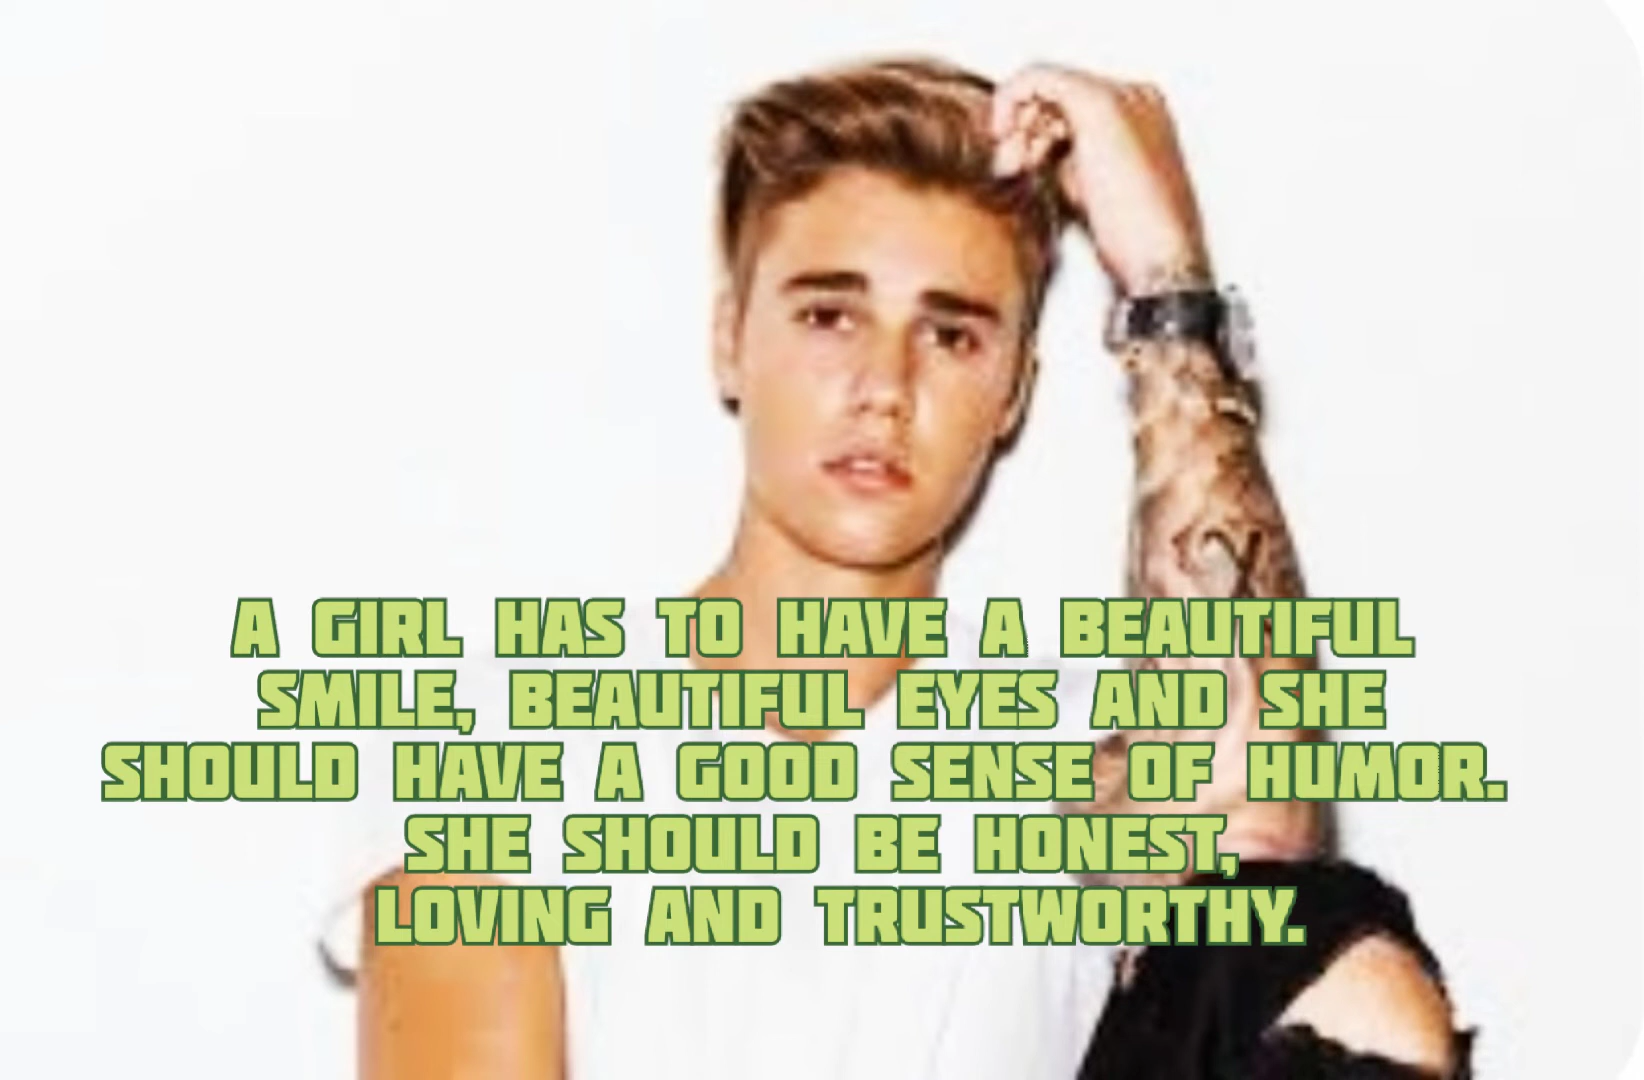 A GIRL HAS TO HAVE A BEAUTIFUL
SMILE, BEAUTIFUL EYES AND SHE
SHOULD HAVE A GOOD SENSE OF HUMOR.
SHE SHOULD BE HONEST,
LOVING AND TRUSTWORTHY.